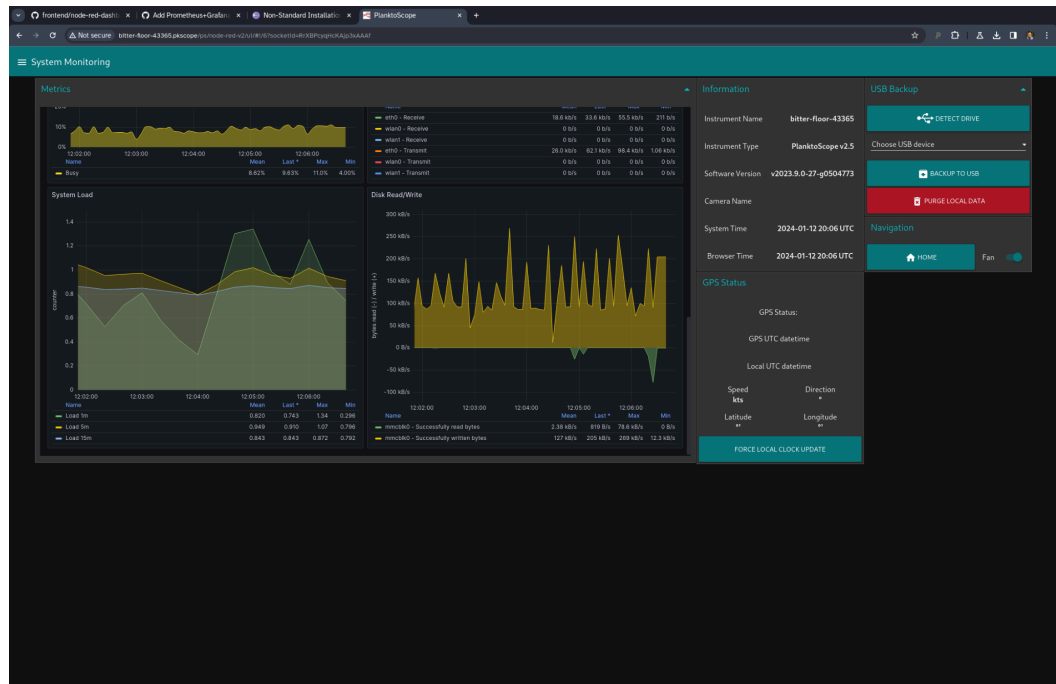 frontend/node-red-dashb
Add Prometheus+Grafana
Non-Standard Installation
PlanktoScope
Not secure
System Monitoring
Metrics
10%
0%
12:02:00 12:03:00 12:04:00 12:05:00 12:06:00
Name Mean Last * Max Min
Busy 8.62% 9.63% 11.0% 4.00%
eth0 - Receive 18.6 kb/s 33.6 kb/s 55.5 kb/s 211 b/s
wlan0 - Receive 0 b/s 0 b/s 0 b/s 0 b/s
wlan1 - Receive 0 b/s 0 b/s 0 b/s 0 b/s
eth0 - Transmit 26.0 kb/s 62.1 kb/s 98.4 kb/s 1.06 kb/s
wlan0 - Transmit 0 b/s 0 b/s 0 b/s 0 b/s
wlan1 - Transmit 0 b/s 0 b/s 0 b/s 0 b/s
System Load
1.4
1.2
1
0.8
0.6
0.4
0.2
0
counter
12:02:00 12:03:00 12:04:00 12:05:00 12:06:00
Name Mean Last * Max Min
Load 1m 0.820 0.743 1.34 0.296
Load 5m 0.949 0.910 1.07 0.796
Load 15m 0.843 0.843 0.872 0.792
Disk Read/Write
300 kB/s
250 kB/s
200 kB/s
150 kB/s
100 kB/s
50 kB/s
0 B/s
-50 kB/s
-100 kB/s
bytes read (-) / write (+)
12:02:00 12:03:00 12:04:00 12:05:00 12:06:00
Name Mean Last * Max Min
mmcblk0 - Successfully read bytes 2.38 kB/s 819 B/s 78.6 kB/s 0 B/s
mmcblk0 - Successfully written bytes 127 kB/s 205 kB/s 269 kB/s 12.3 kB/s
Information
Instrument Name bitter-floor-43365
Instrument Type PlanktoScope v2.5
Software Version v2023.9.0-27-g0504773
Camera Name
System Time 2024-01-12 20:06 UTC
Browser Time 2024-01-12 20:06 UTC
GPS Status
GPS Status:
GPS UTC datetime
Local UTC datetime
Speed Direction
kts °
Latitude Longitude
°' °'
FORCE LOCAL CLOCK UPDATE
USB Backup
DETECT DRIVE
Choose USB device
BACKUP TO USB
PURGE LOCAL DATA
Navigation
HOME
Fan